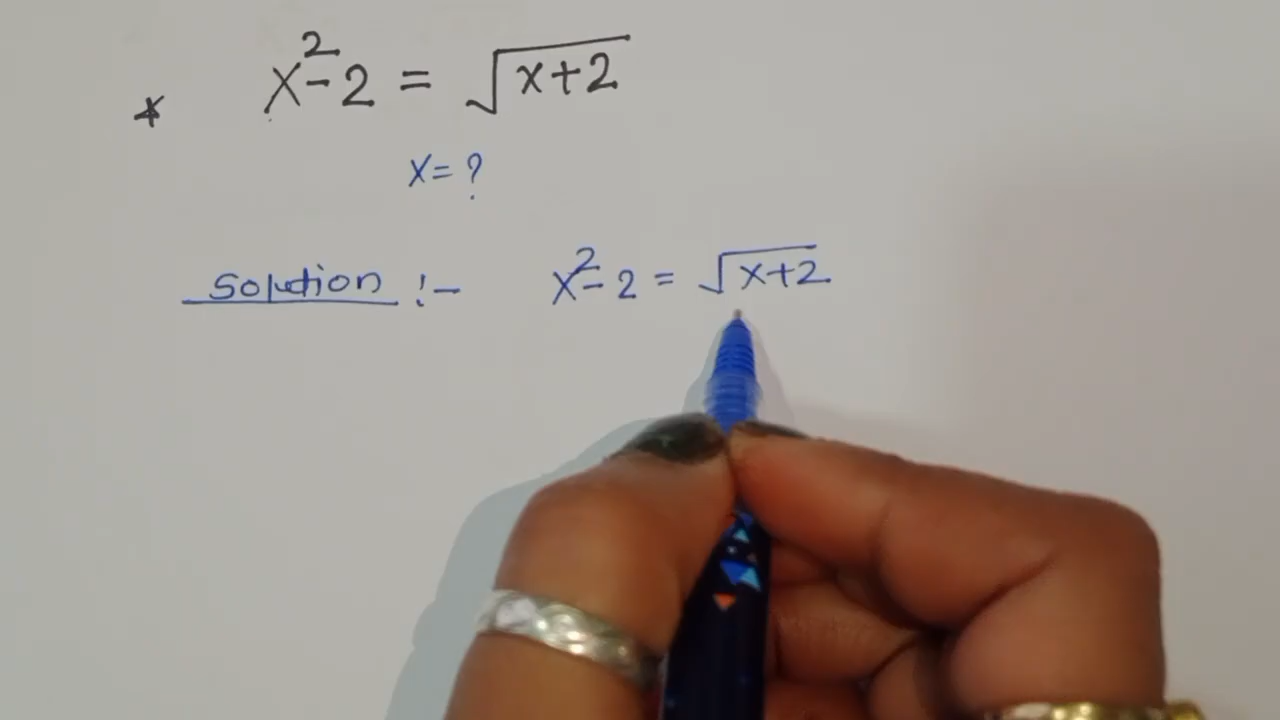 * x² - 2 = √x+2
x = ?
Solution :- x² - 2 = √x+2